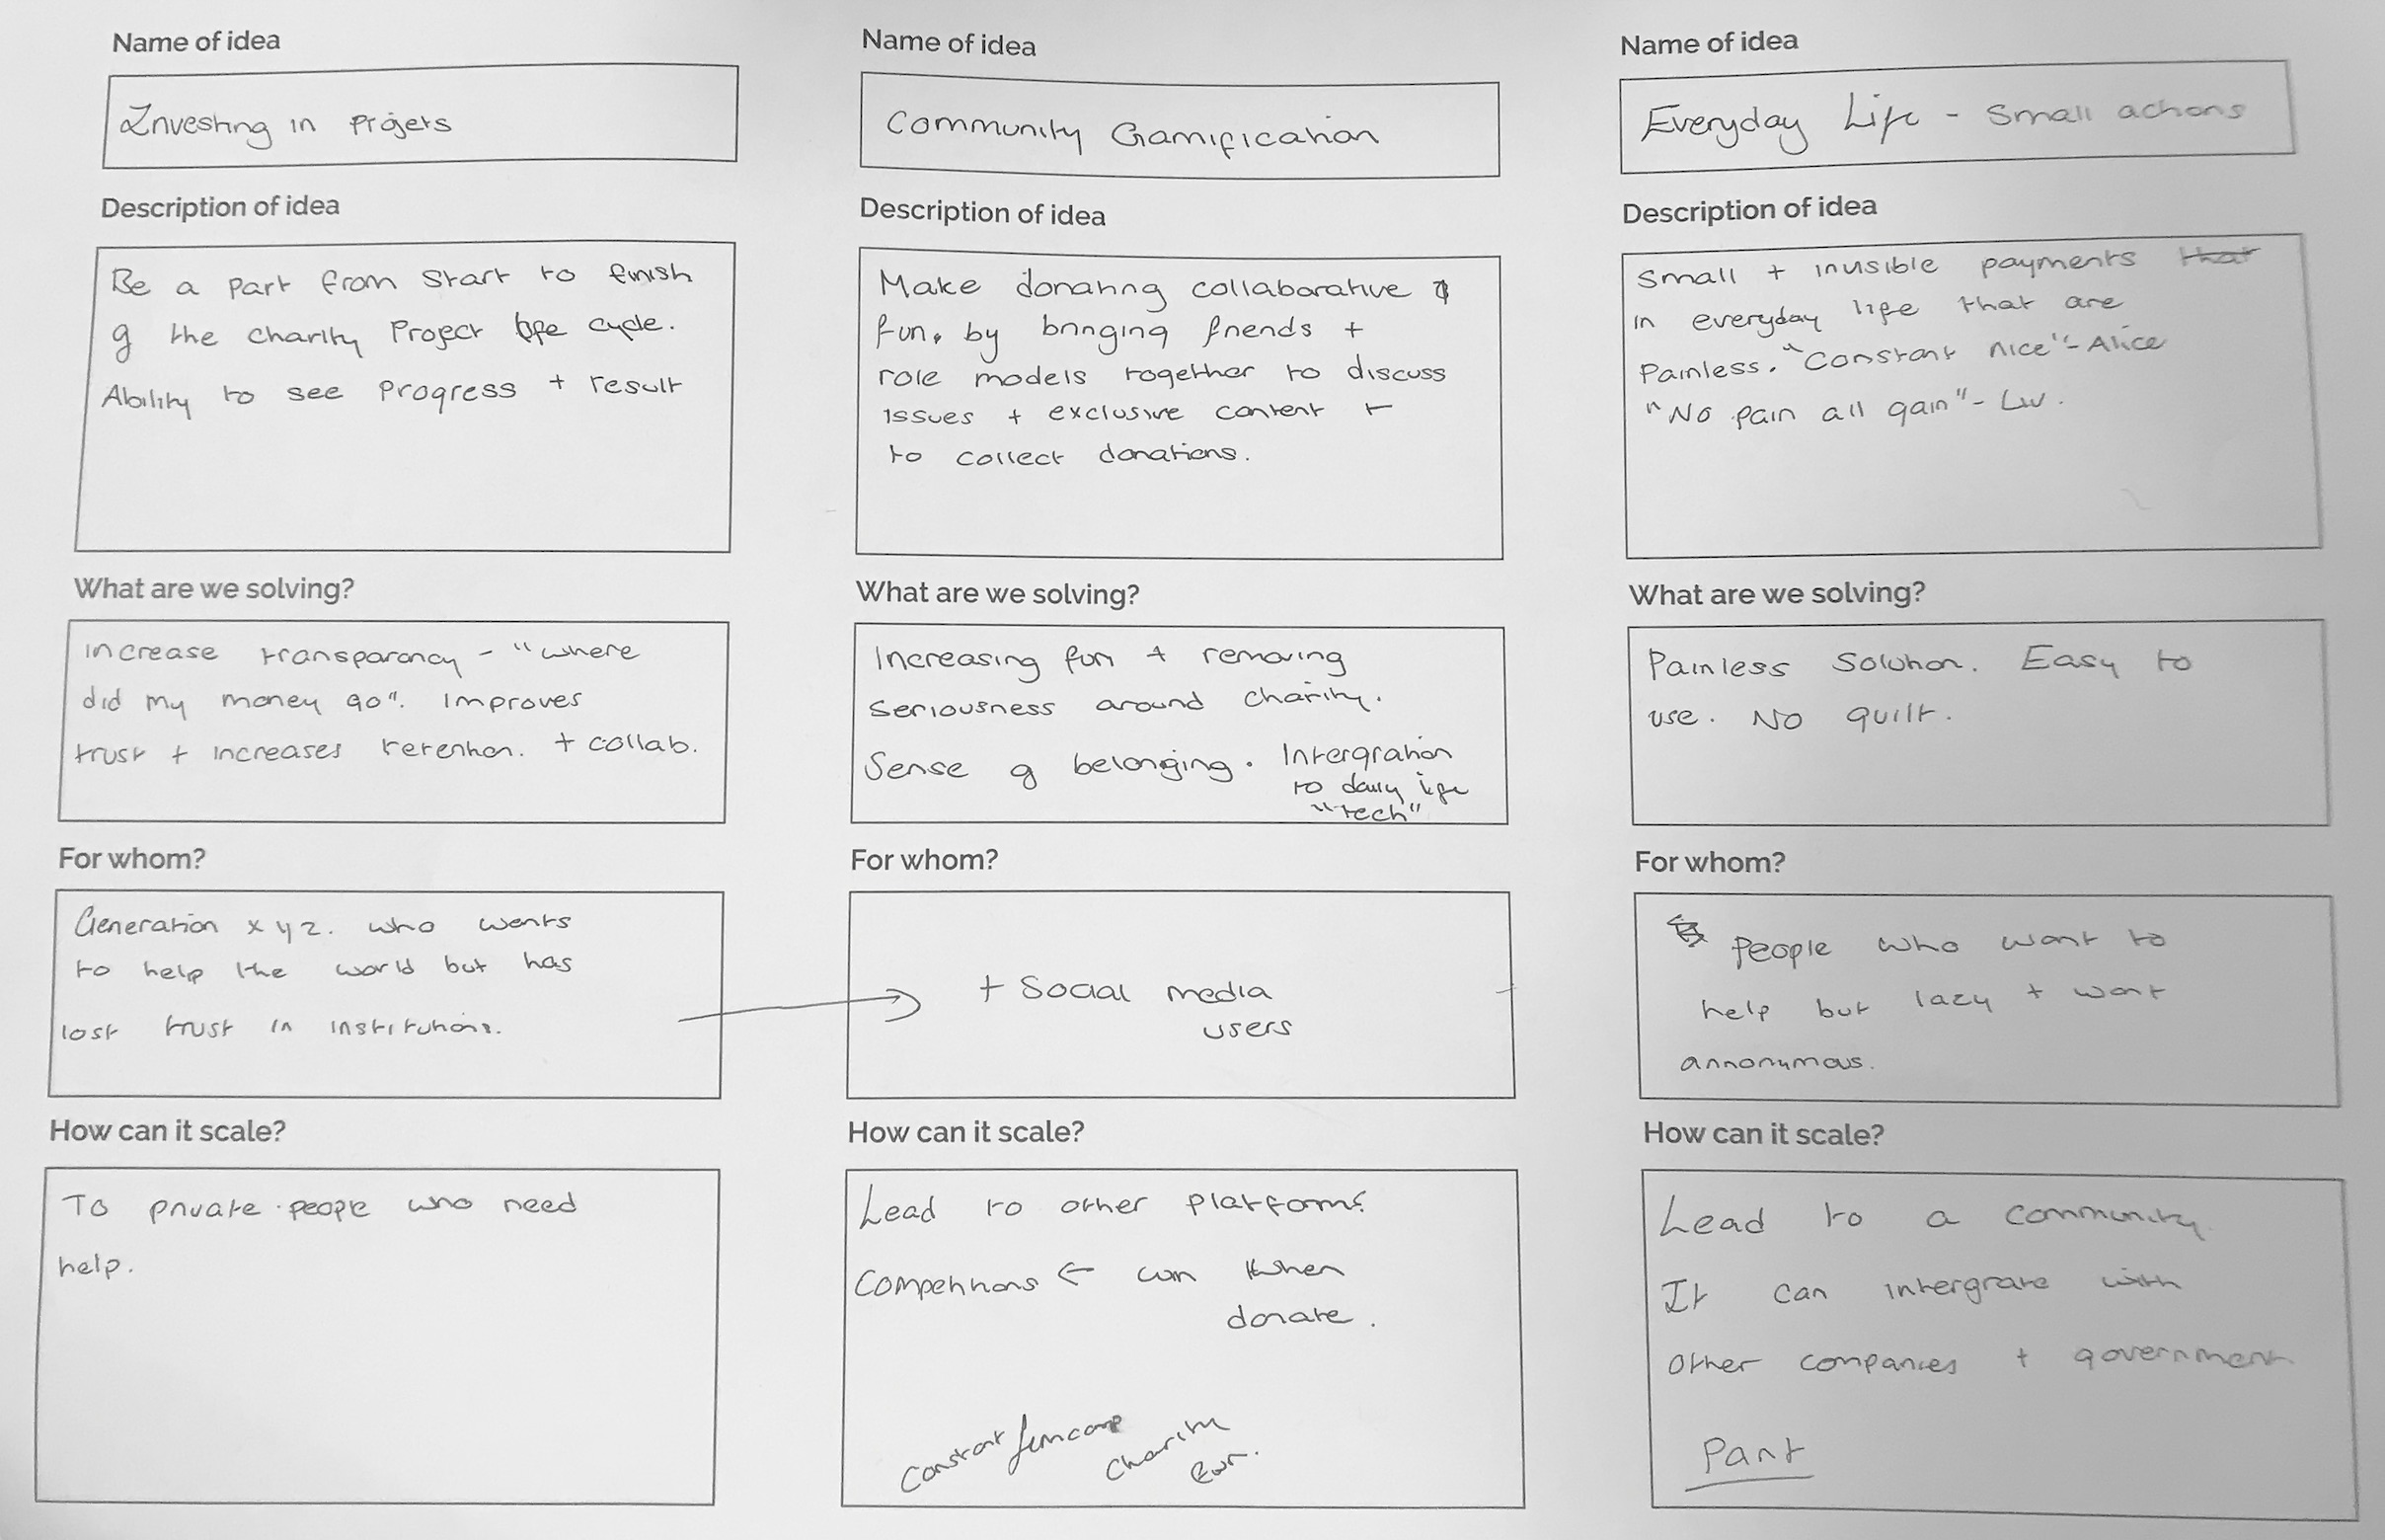 Name of idea
Investing in Projets
Description of idea
Be a part from start to finish
of the charity Project life cycle.
Ability to see Progress + result
What are we solving?
increase transparancy - "where
did my money go". Improves
trust + increases retention. + collab.
For whom?
Generation x y z. who wants
to help the world but has
lost trust in institutions.
How can it scale?
To private people who need
help.
Name of idea
Community Gamification
Description of idea
Make donating collaborative
fun, by bringing friends +
role models together to discuss
issues + exclusive content +
to collect donations.
What are we solving?
Increasing fun + removing
seriousness around charity.
Sense of belonging. Intergration
to daily life
"tech"
For whom?
+ Social media
users
How can it scale?
Lead to other platforms
Competitions ← win when
donate.
Constant
Charity
Name of idea
Everyday Life - Small actions
Description of idea
Small + invisible payments that
in everyday life that are
Painless. "Constant nice" - Alice
"No pain all gain" - Liv.
What are we solving?
Painless Solution. Easy to
use. No guilt.
For whom?
People who want to
help but lazy + want
annonymous.
How can it scale?
Lead to a community.
It can intergrate with
other companies + government.
Pant